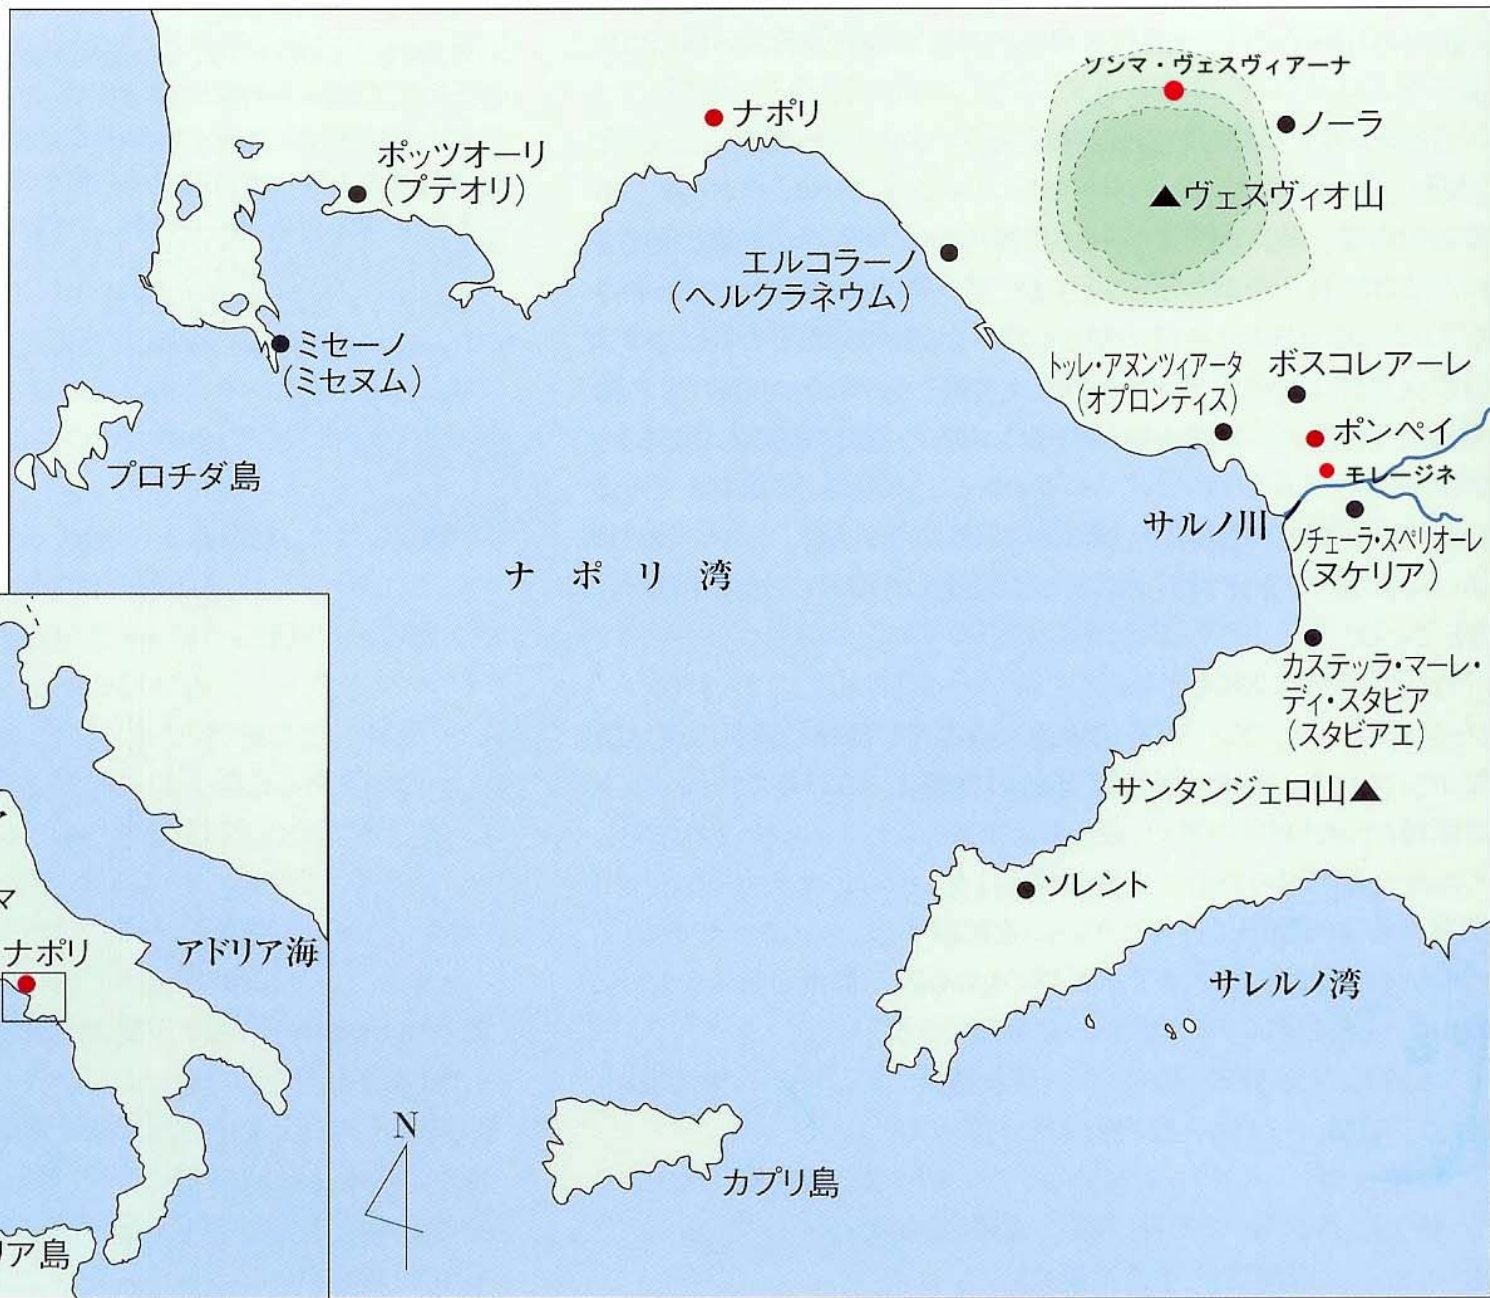 ソンマ・ヴェスヴィアーナ
ナポリ
ノーラ
ポッツオーリ
(プテオリ)
ヴェスヴィオ山
エルコラーノ
(ヘルクラネウム)
ミセーノ
(ミセヌム)
トッレ・アヌンツィアータ
(オプロンティス)
ボスコレアーレ
ポンペイ
モレージネ
プロチダ島
サルノ川
ノチェーラ・スペリオーレ
(ヌケリア)
ナポリ湾
カステッラ・マーレ・
ディ・スタビア
(スタビアエ)
サンタンジェロ山
ソレント
サレルノ湾
カプリ島
N
マ
ナポリ
アドリア海
リア島